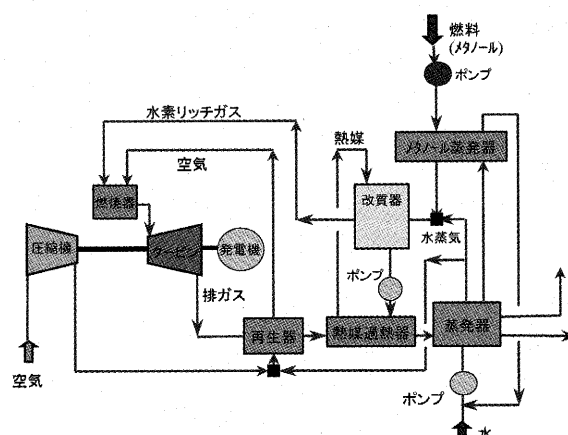 燃料
(メタノール)
ポンプ
水素リッチガス
熱媒
メタノール蒸発器
空気
改質器
燃焼器
水蒸気
圧縮機
タービン
発電機
ポンプ
排ガス
再生器
熱媒過熱器
蒸発器
空気
ポンプ
水